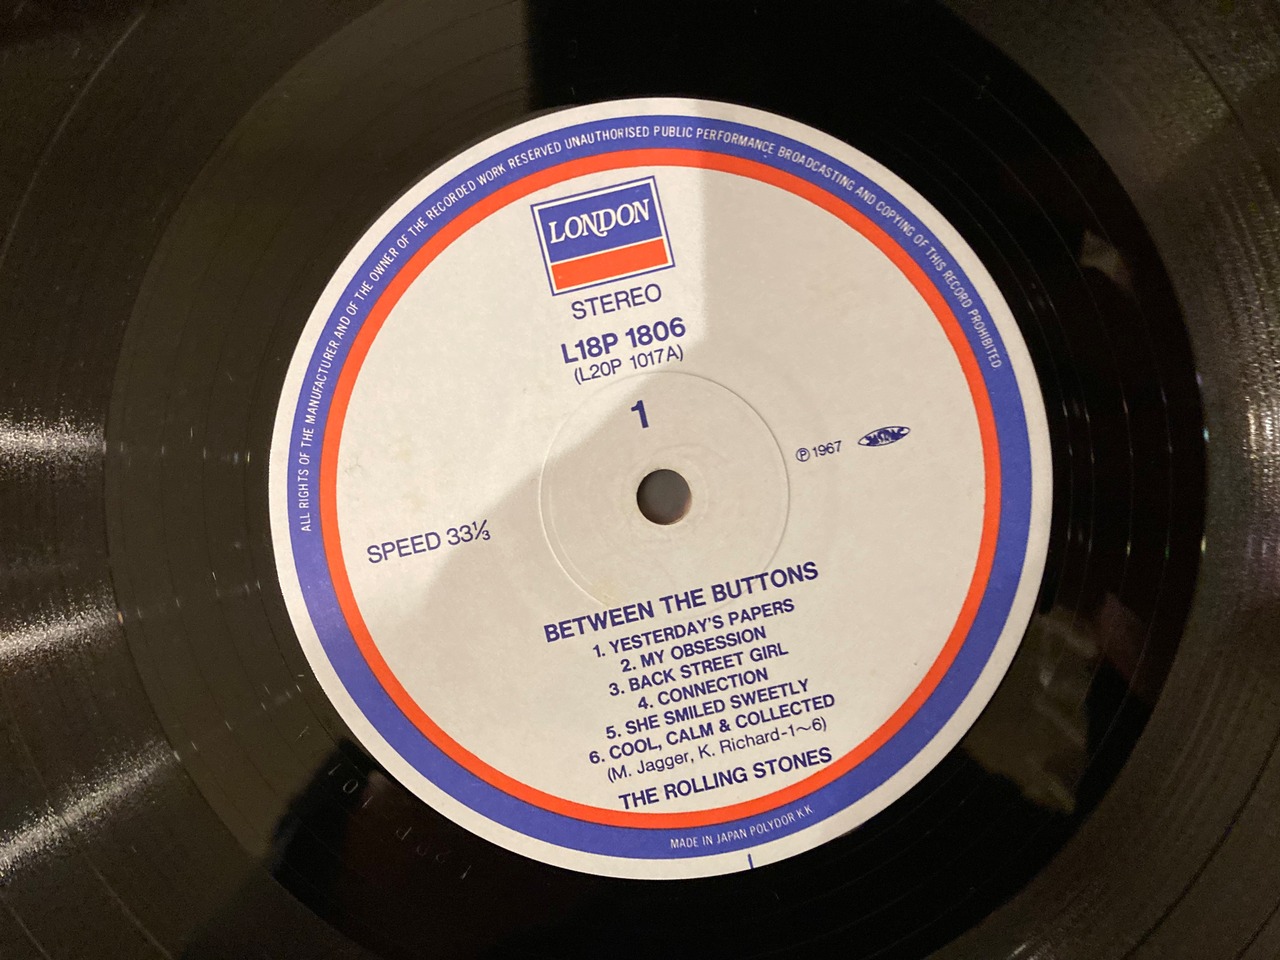 ALL RIGHTS OF THE MANUFACTURER AND OF THE OWNER OF THE RECORDED WORK RESERVED UNAUTHORISED PUBLIC PERFORMANCE BROADCASTING AND COPYING OF THIS RECORD PROHIBITED
LONDON
STEREO
L18P 1806
(L20P 1017A)
1
Ⓟ1967
SPEED 33⅓
BETWEEN THE BUTTONS
1. YESTERDAY'S PAPERS
2. MY OBSESSION
3. BACK STREET GIRL
4. CONNECTION
5. SHE SMILED SWEETLY
6. COOL, CALM & COLLECTED
(M. Jagger, K. Richard-1〜6)
THE ROLLING STONES
MADE IN JAPAN POLYDOR K.K.